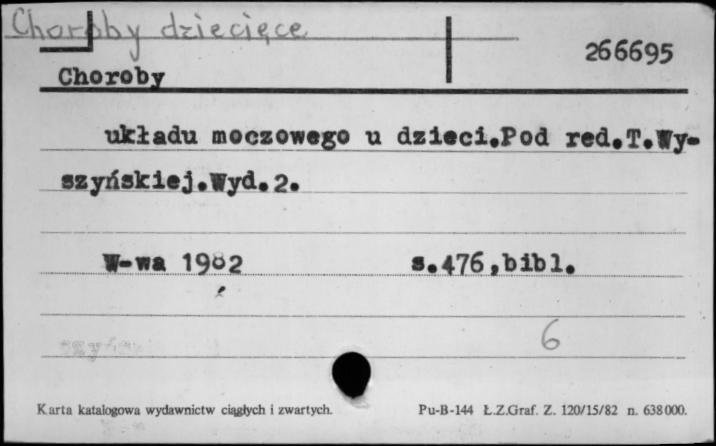 Choroby dziecięce
266695
Choroby
układu moczowego u dzieci.Pod red.T.Wy-
szyńskiej.Wyd.2.
W-wa 1982 s.476,bibl.
6
Karta katalogowa wydawnictw ciągłych i zwartych. Pu-B-144 Ł.Z.Graf. Z. 120/15/82 n. 638000.